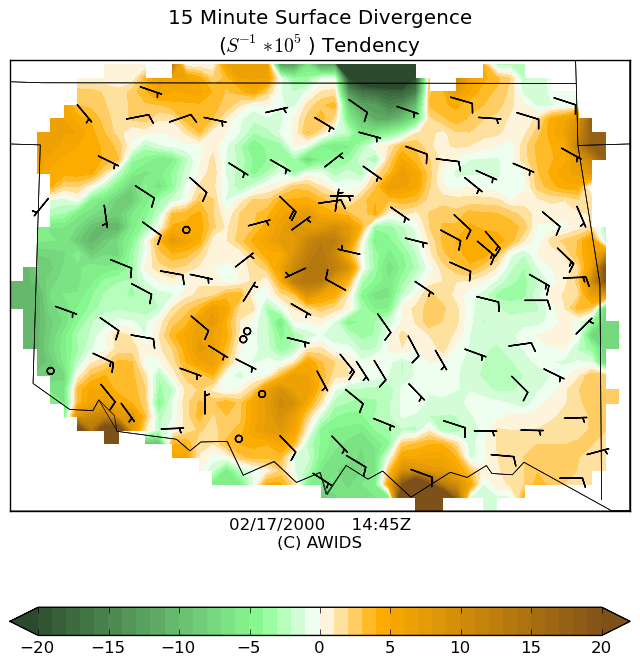 15 Minute Surface Divergence
(S⁻¹ *10⁵ ) Tendency
02/17/2000 14:45Z
(C) AWIDS
−20 −15 −10 −5 0 5 10 15 20